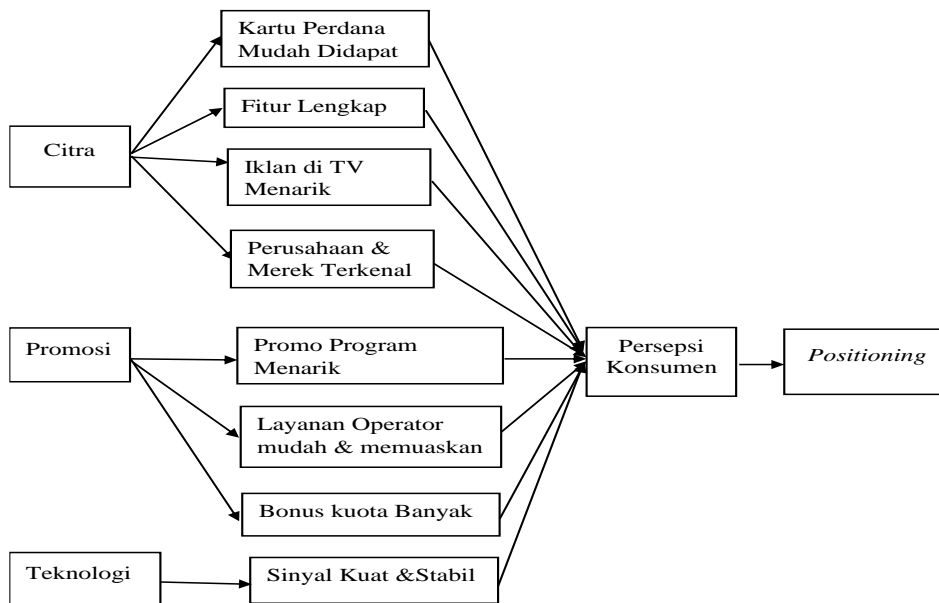 Kartu Perdana
Mudah Didapat
Fitur Lengkap
Citra
Iklan di TV
Menarik
Perusahaan &
Merek Terkenal
Promosi
Promo Program
Menarik
Persepsi
Konsumen
Positioning
Layanan Operator
mudah & memuaskan
Bonus kuota Banyak
Teknologi
Sinyal Kuat &Stabil